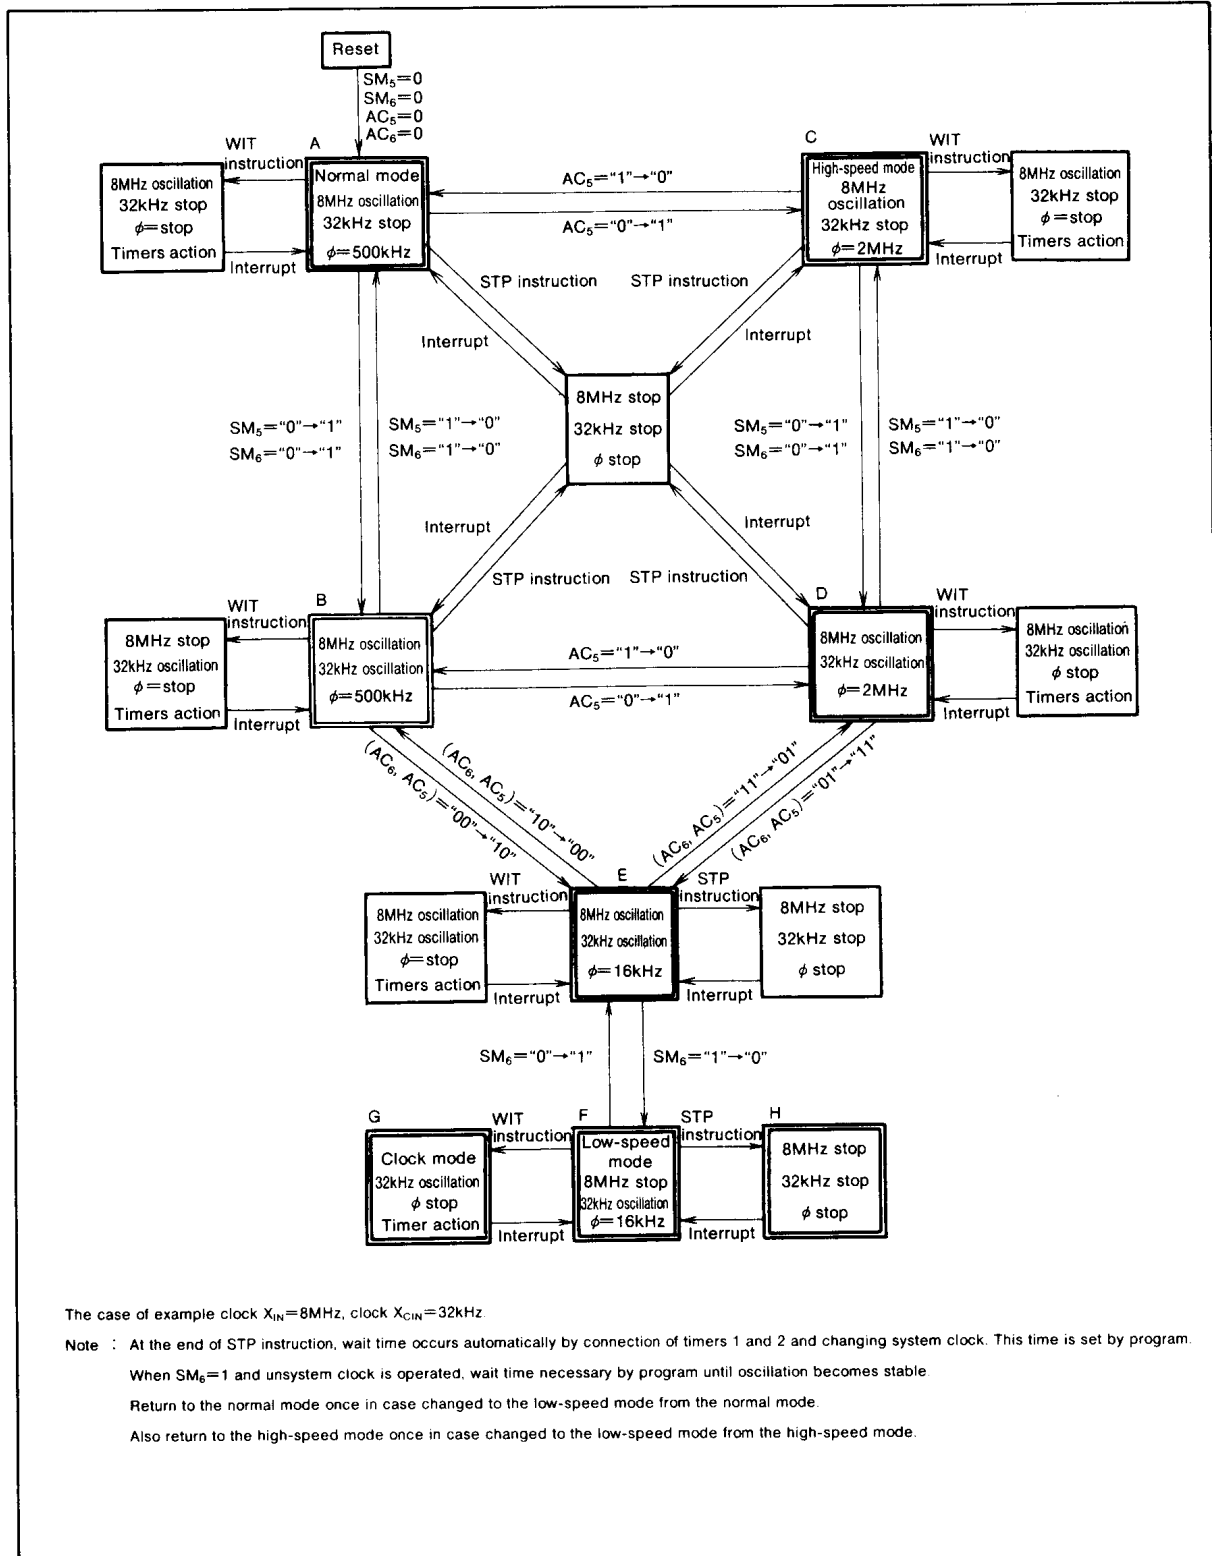 Reset
SM₅=0
SM₆=0
AC₅=0
AC₆=0
A
WIT
instruction
8MHz oscillation
32kHz stop
ϕ=stop
Timers action
Interrupt
Normal mode
8MHz oscillation
32kHz stop
ϕ=500kHz
AC₅="1"→"0"
AC₅="0"→"1"
C
High-speed mode
8MHz
oscillation
32kHz stop
ϕ=2MHz
WIT
instruction
8MHz oscillation
32kHz stop
ϕ=stop
Timers action
Interrupt
STP instruction
STP instruction
Interrupt
Interrupt
8MHz stop
32kHz stop
ϕ stop
SM₅="0"→"1"
SM₆="0"→"1"
SM₅="1"→"0"
SM₆="1"→"0"
SM₅="0"→"1"
SM₆="0"→"1"
SM₅="1"→"0"
SM₆="1"→"0"
Interrupt
Interrupt
STP instruction
STP instruction
B
WIT
instruction
8MHz stop
32kHz oscillation
ϕ=stop
Timers action
Interrupt
8MHz oscillation
32kHz oscillation
ϕ=500kHz
AC₅="1"→"0"
AC₅="0"→"1"
D
8MHz oscillation
32kHz oscillation
ϕ=2MHz
WIT
instruction
8MHz oscillation
32kHz oscillation
ϕ stop
Timers action
Interrupt
(AC₆, AC₅)="00"→"10"
(AC₆, AC₅)="10"→"00"
(AC₆, AC₅)="11"→"01"
(AC₆, AC₅)="01"→"11"
E
WIT
instruction
8MHz oscillation
32kHz oscillation
ϕ=stop
Timers action
Interrupt
8MHz oscillation
32kHz oscillation
ϕ=16kHz
STP
instruction
8MHz stop
32kHz stop
ϕ stop
Interrupt
SM₆="0"→"1"
SM₆="1"→"0"
G
WIT
instruction
Clock mode
32kHz oscillation
ϕ stop
Timer action
Interrupt
F
Low-speed
mode
8MHz stop
32kHz oscillation
ϕ=16kHz
STP
instruction
H
8MHz stop
32kHz stop
ϕ stop
Interrupt
The case of example clock X_IN=8MHz, clock X_CIN=32kHz.
Note : At the end of STP instruction, wait time occurs automatically by connection of timers 1 and 2 and changing system clock. This time is set by program.
When SM₆=1 and unsystem clock is operated, wait time necessary by program until oscillation becomes stable.
Return to the normal mode once in case changed to the low-speed mode from the normal mode.
Also return to the high-speed mode once in case changed to the low-speed mode from the high-speed mode.